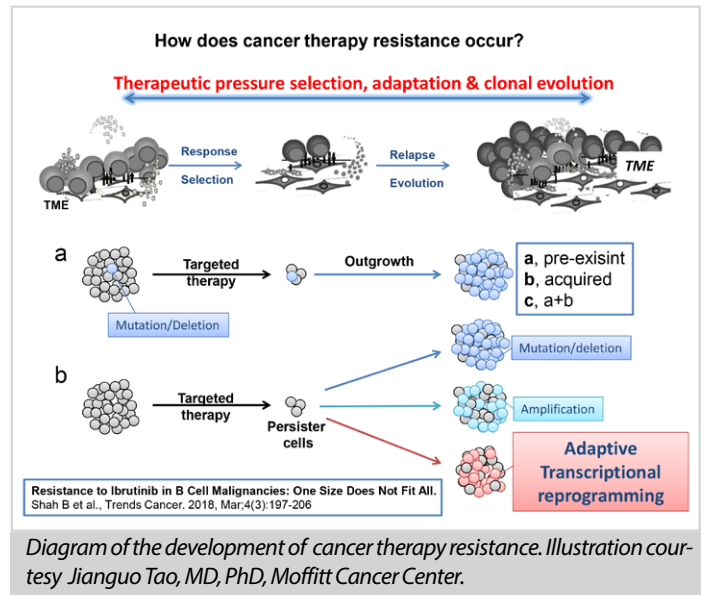 How does cancer therapy resistance occur?
Therapeutic pressure selection, adaptation & clonal evolution
Response
Selection
Relapse
Evolution
TME
TME
a
Targeted
therapy
Outgrowth
a, pre-exisint
b, acquired
c, a+b
Mutation/Deletion
Mutation/deletion
b
Targeted
therapy
Persister
cells
Amplification
Adaptive
Transcriptional
reprogramming
Resistance to Ibrutinib in B Cell Malignancies: One Size Does Not Fit All.
Shah B et al., Trends Cancer. 2018, Mar;4(3):197-206
Diagram of the development of cancer therapy resistance. Illustration cour-
tesy Jianguo Tao, MD, PhD, Moffitt Cancer Center.